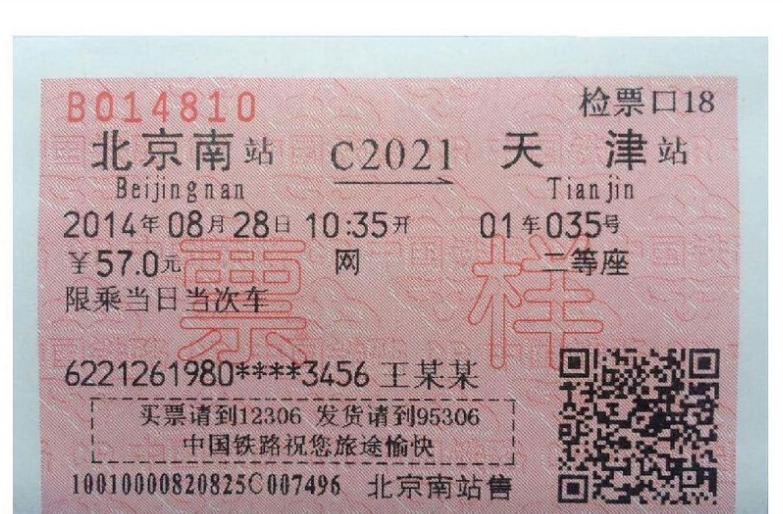 B014810 检票口18
北京南站 C2021 天津站
Beijingnan Tianjin
2014年08月28日 10:35开 01车035号
¥57.0元 网 二等座
限乘当日当次车
票样
6221261980****3456 王某某
买票请到12306 发货请到95306
中国铁路祝您旅途愉快
10010000820825C007496 北京南站售